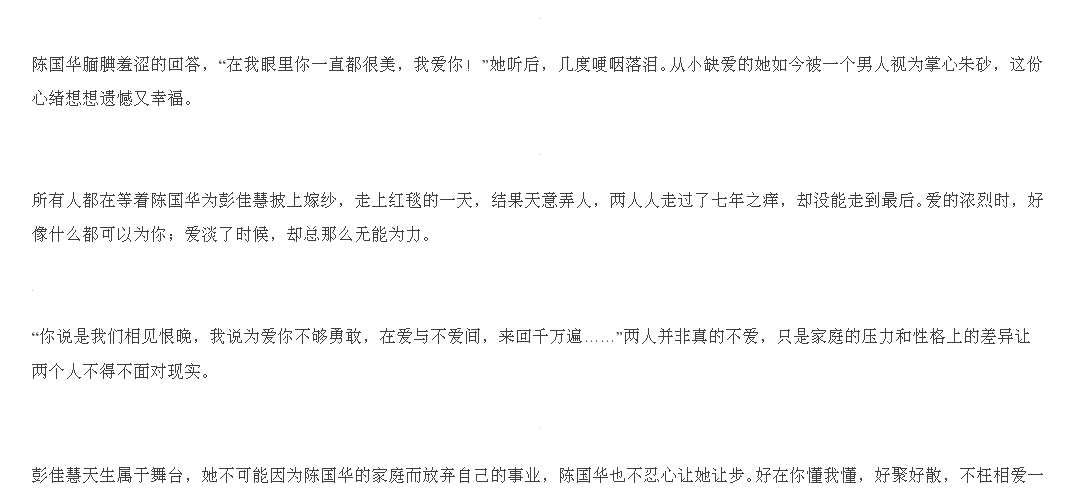 陈国华腼腆羞涩的回答，“在我眼里你一直都很美，我爱你！”她听后，几度哽咽落泪。从小缺爱的她如今被一个男人视为掌心朱砂，这份
心绪想想遗憾又幸福。
所有人都在等着陈国华为彭佳慧披上嫁纱，走上红毯的一天，结果天意弄人，两人人走过了七年之痒，却没能走到最后。爱的浓烈时，好
像什么都可以为你；爱淡了时候，却总那么无能为力。
“你说是我们相见恨晚，我说为爱你不够勇敢，在爱与不爱间，来回千万遍……”两人并非真的不爱，只是家庭的压力和性格上的差异让
两个人不得不面对现实。
彭佳慧天生属于舞台，她不可能因为陈国华的家庭而放弃自己的事业，陈国华也不忍心让她让步。好在你懂我懂，好聚好散，不枉相爱一